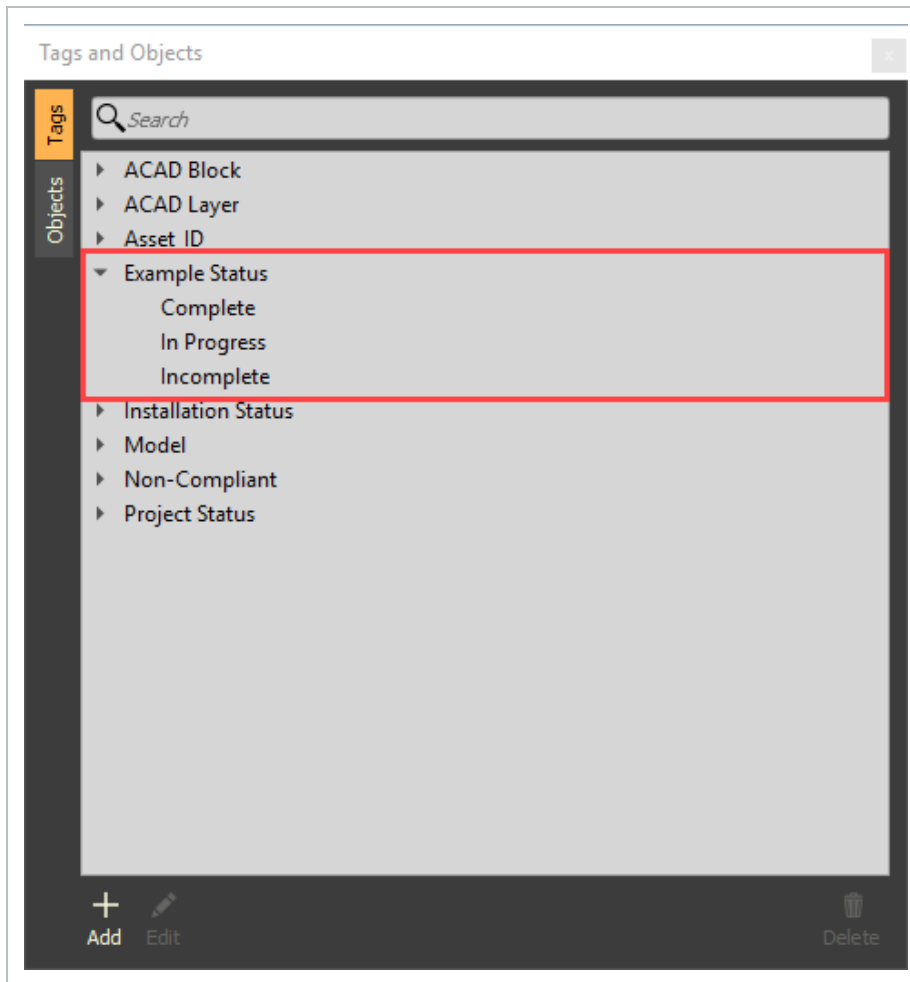 Tags and Objects
x
Tags
Objects
Search
ACAD Block
ACAD Layer
Asset ID
Example Status
Complete
In Progress
Incomplete
Installation Status
Model
Non-Compliant
Project Status
Add
Edit
Delete